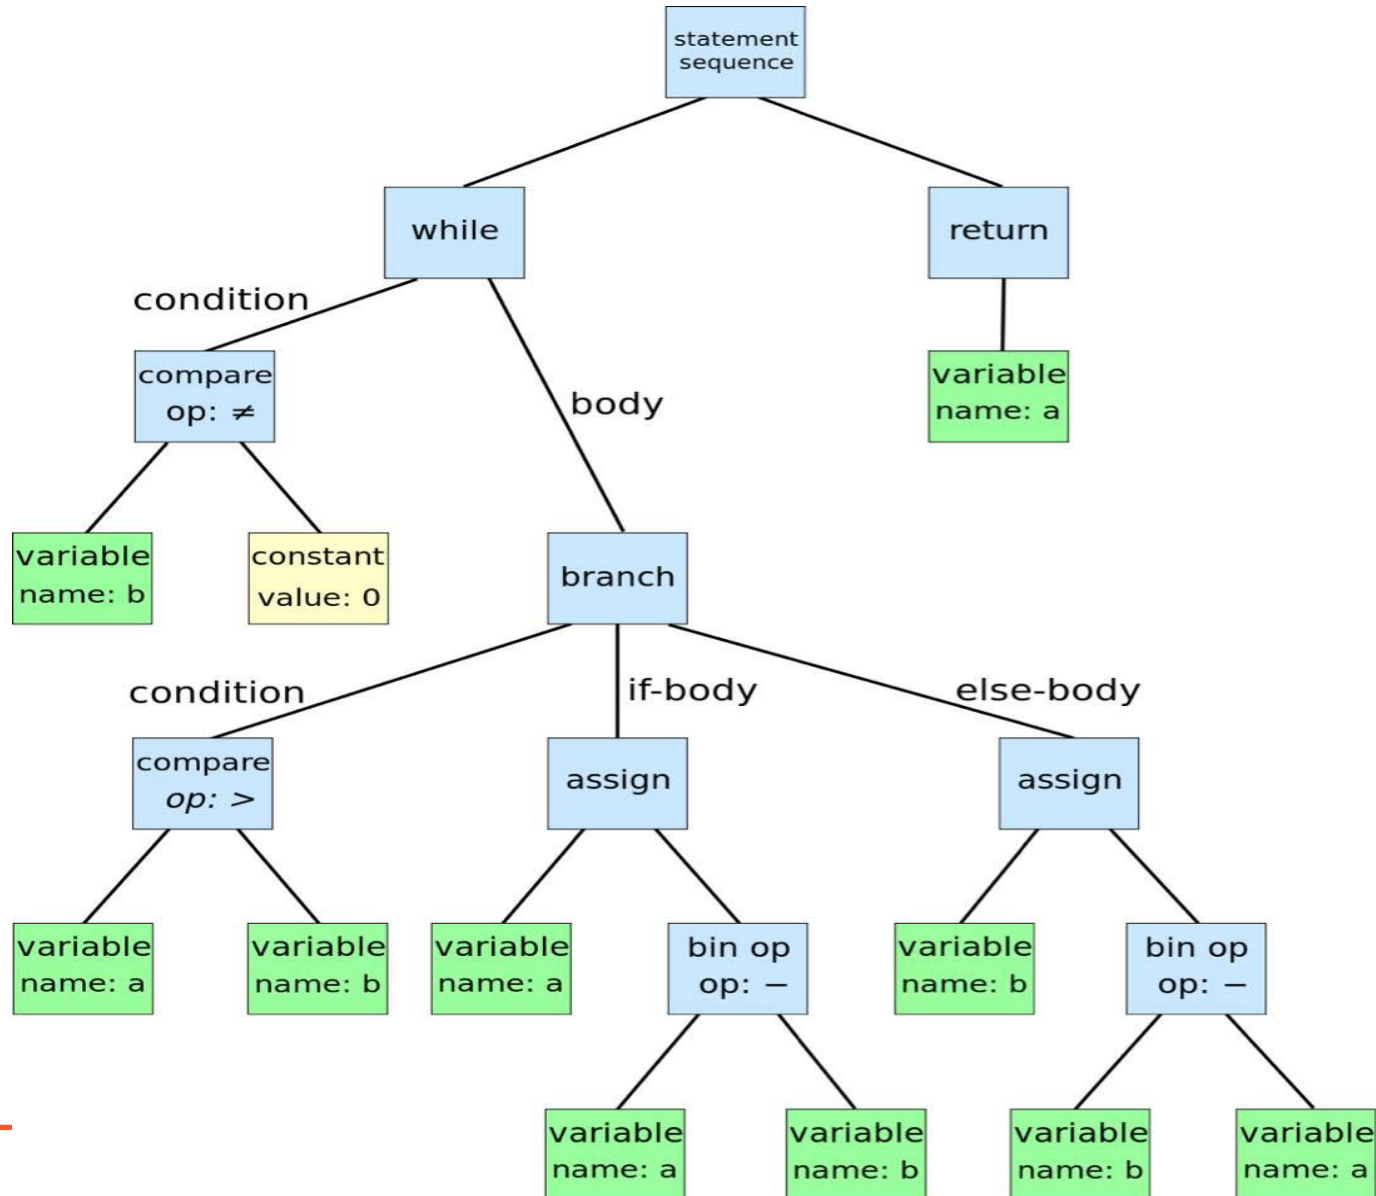 statement
sequence
while
return
condition
compare
op: ≠
body
variable
name: a
variable
name: b
constant
value: 0
branch
condition
if-body
else-body
compare
op: >
assign
assign
variable
name: a
variable
name: b
variable
name: a
bin op
op: −
variable
name: b
bin op
op: −
variable
name: a
variable
name: b
variable
name: b
variable
name: a